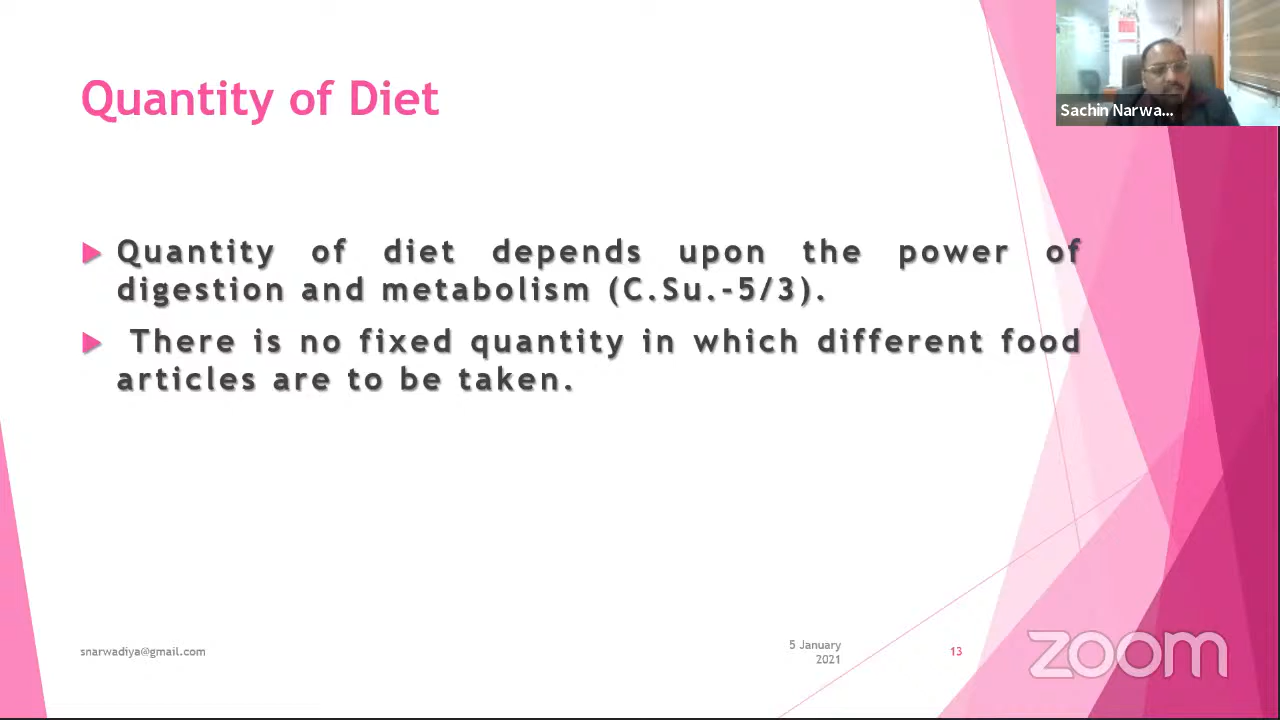 Quantity of Diet
Sachin Narwa...
Quantity of diet depends upon the power of
digestion and metabolism (C.Su.-5/3).
There is no fixed quantity in which different food
articles are to be taken.
snarwadiya@gmail.com
5 January
2021
13
zoom